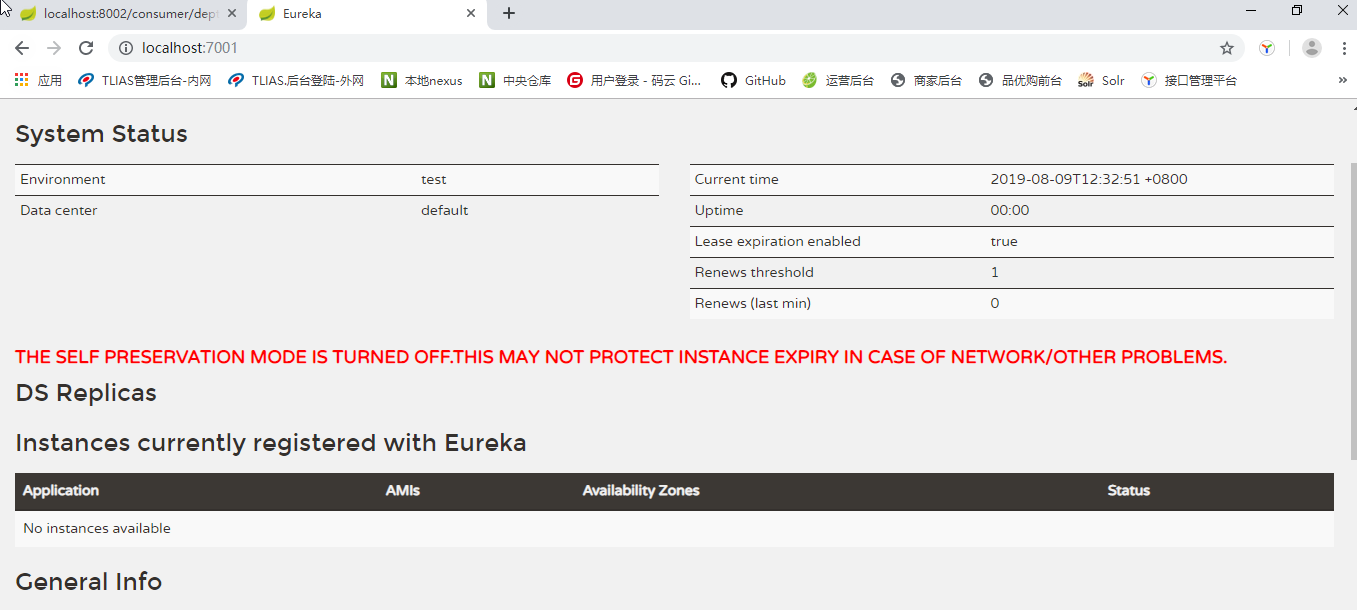 localhost:8002/consumer/dept
Eureka
localhost:7001
应用 TLIAS管理后台-内网 TLIAS.后台登陆-外网 本地nexus 中央仓库 用户登录 - 码云 Gi... GitHub 运营后台 商家后台 品优购前台 Solr 接口管理平台 »
System Status
Environment test
Data center default
Current time 2019-08-09T12:32:51 +0800
Uptime 00:00
Lease expiration enabled true
Renews threshold 1
Renews (last min) 0
THE SELF PRESERVATION MODE IS TURNED OFF.THIS MAY NOT PROTECT INSTANCE EXPIRY IN CASE OF NETWORK/OTHER PROBLEMS.
DS Replicas
Instances currently registered with Eureka
Application AMIs Availability Zones Status
No instances available
General Info